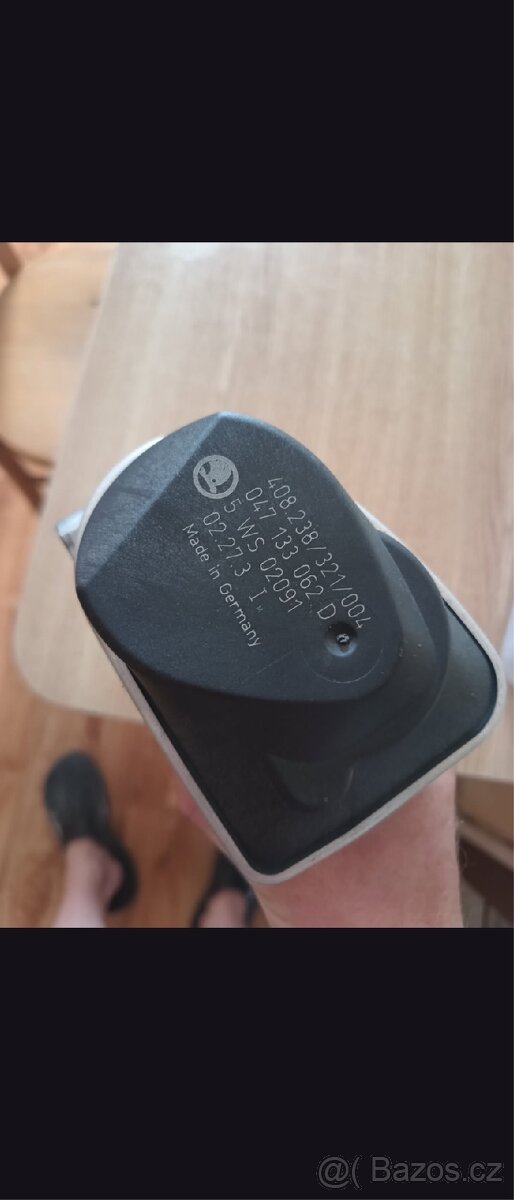 408.238/321/004
047 133 062 D
5 WS 02091
02.27.3 I M
Made in Germany
@( Bazos.cz